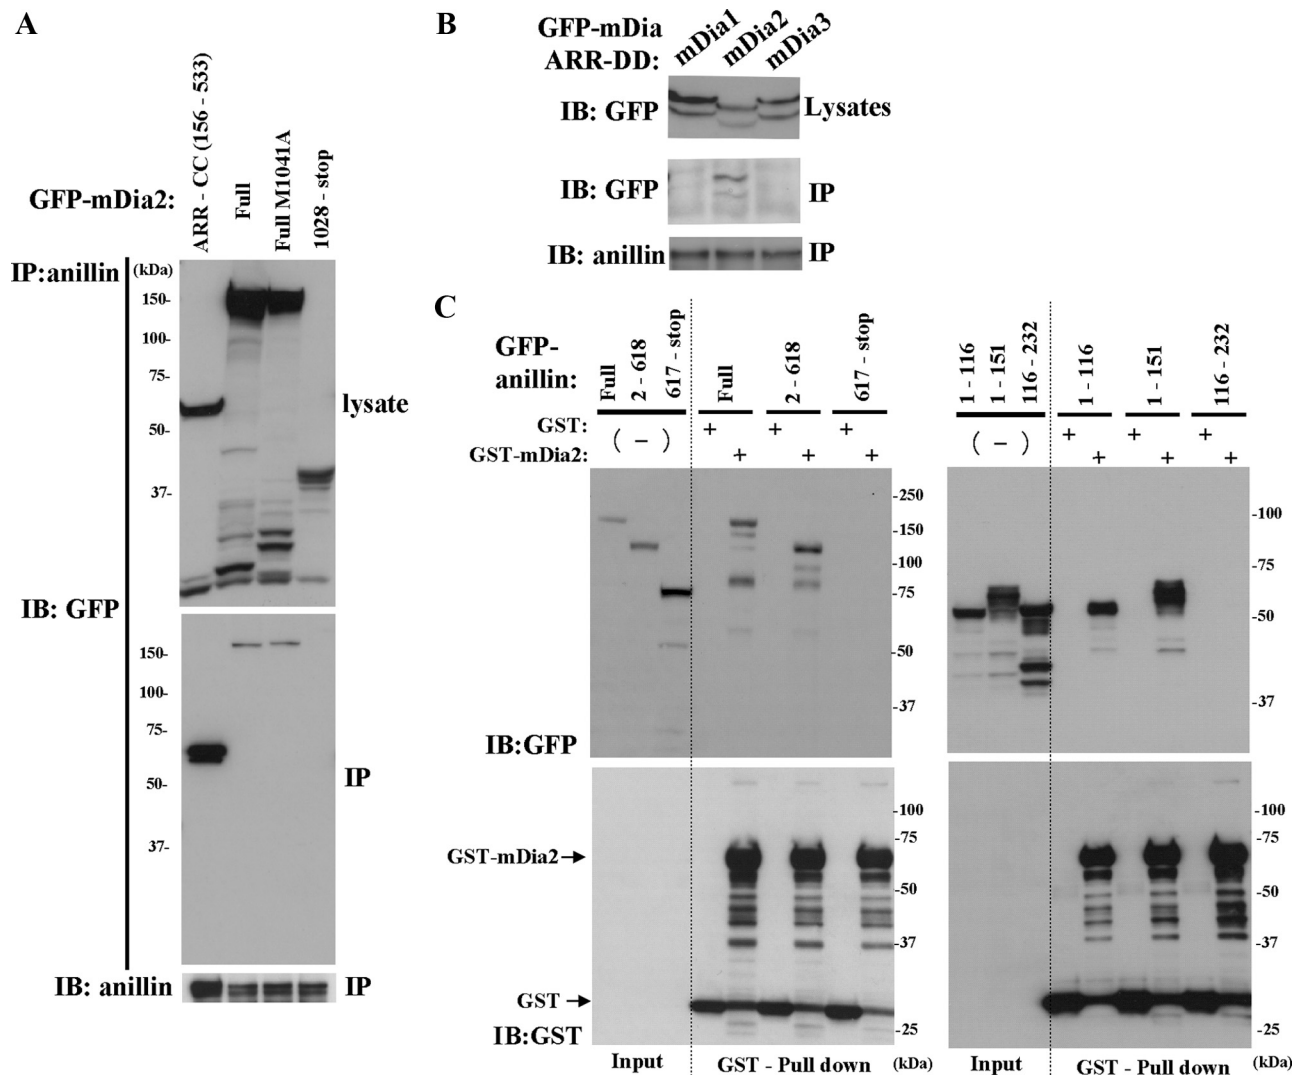 A
GFP-mDia2:
ARR - CC (156 - 533)
Full
Full M1041A
1028 - stop
IP:anillin
(kDa)
150-
100-
75-
50-
37-
lysate
IB: GFP
150-
100-
75-
50-
37-
IP
IB: anillin
IP
B
GFP-mDia
ARR-DD:
mDia1
mDia2
mDia3
IB: GFP
Lysates
IB: GFP
IP
IB: anillin
IP
C
GFP-
anillin:
Full
2 - 618
617 - stop
Full
2 - 618
617 - stop
GST:
( – )
+ + +
GST-mDia2:
+ + +
-250
-150
-100
-75
-50
-37
IB:GFP
GST-mDia2
GST
IB:GST
-100
-75
-50
-37
-25
Input
GST - Pull down
(kDa)
1 - 116
1 - 151
116 - 232
1 - 116
1 - 151
116 - 232
( – )
+ + +
+ + +
-100
-75
-50
-37
-100
-75
-50
-37
-25
Input
GST - Pull down
(kDa)